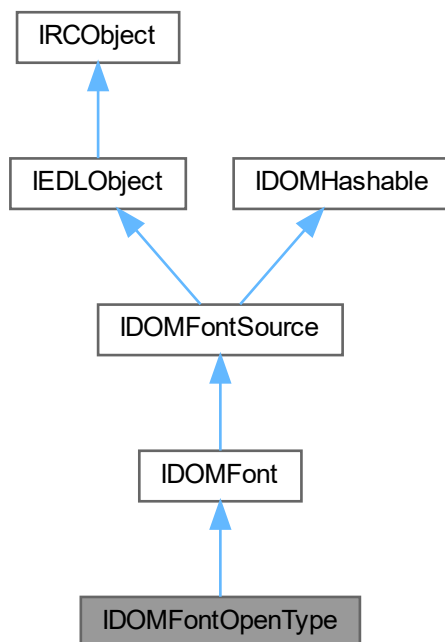 IRCObject
IEDLObject
IDOMHashable
IDOMFontSource
IDOMFont
IDOMFontOpenType